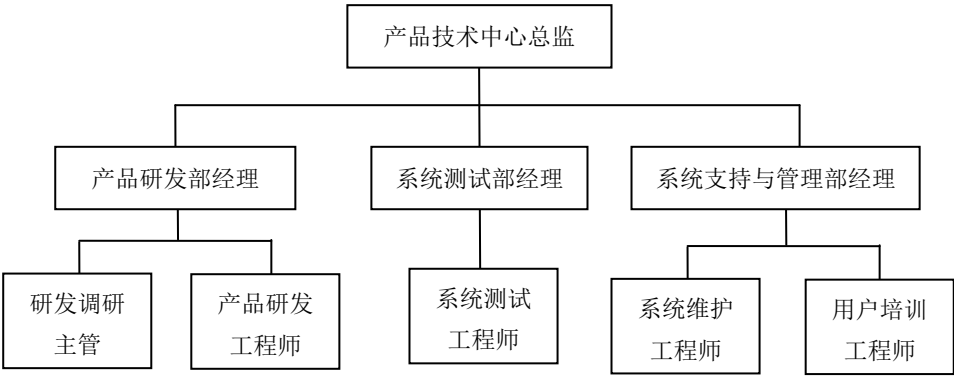 产品技术中心总监
产品研发部经理
系统测试部经理
系统支持与管理部经理
研发调研
主管
产品研发
工程师
系统测试
工程师
系统维护
工程师
用户培训
工程师